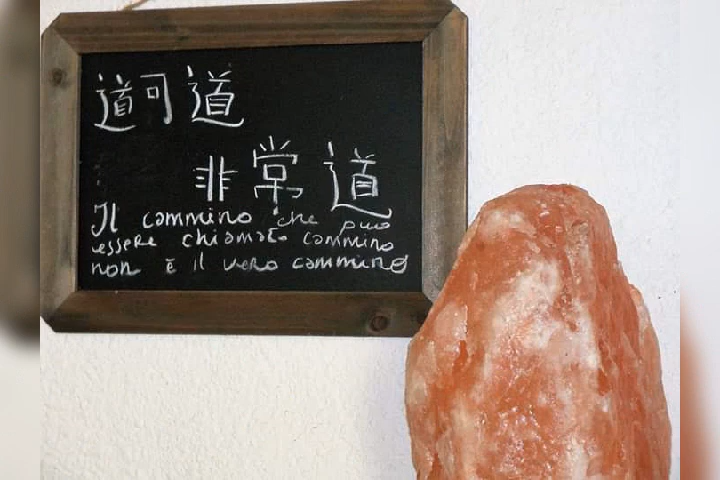 道可道
非常道
Il cammino che può
essere chiamato cammino
non è il vero cammino